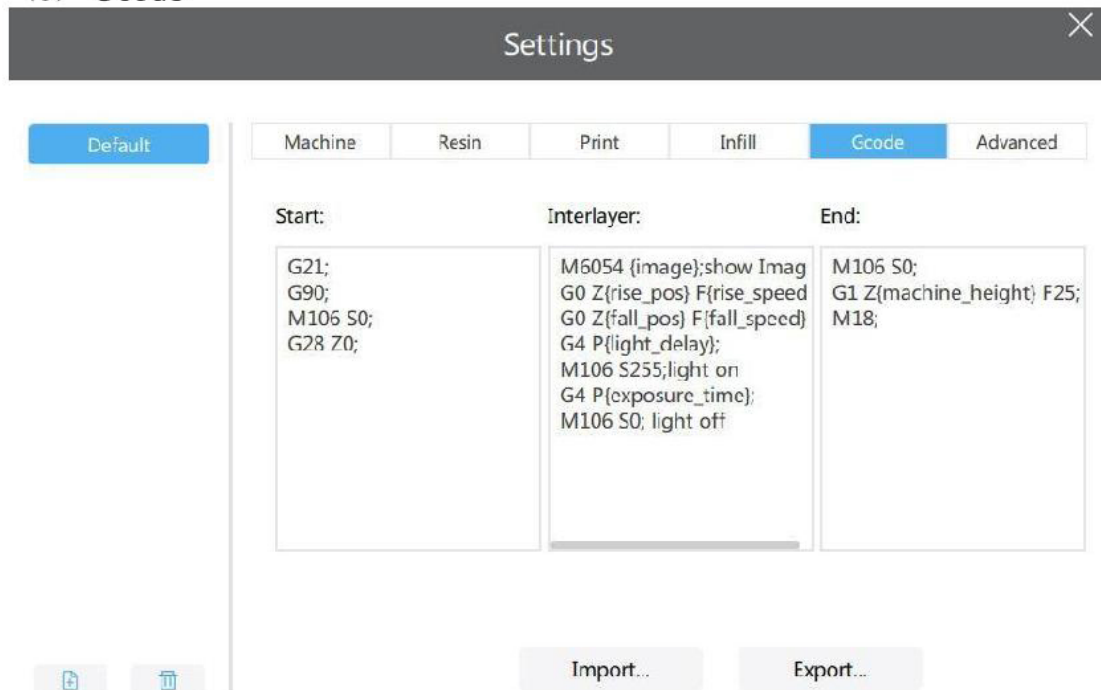 Settings
Default
Machine Resin Print Infill Gcode Advanced
Start:
G21;
G90;
M106 S0;
G28 Z0;
Interlayer:
M6054 {image};show Imag
G0 Z{rise_pos} F{rise_speed
G0 Z{fall_pos} F{fall_speed}
G4 P{light_delay};
M106 S255;light on
G4 P{exposure_time};
M106 S0; light off
End:
M106 S0;
G1 Z{machine_height} F25;
M18;
Import... Export...